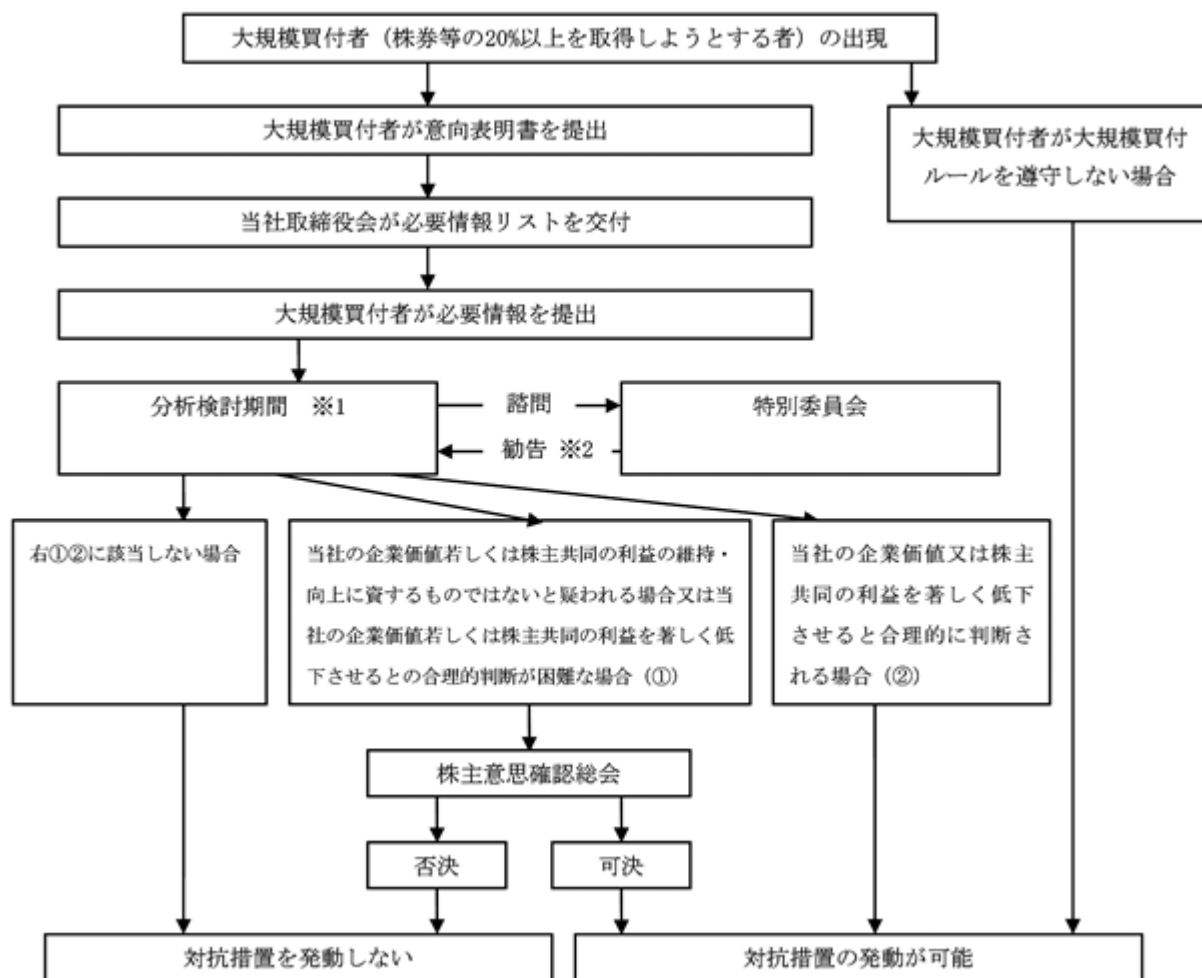 大規模買付者（株券等の20%以上を取得しようとする者）の出現
大規模買付者が意向表明書を提出
大規模買付者が大規模買付
ルールを遵守しない場合
当社取締役会が必要情報リストを交付
大規模買付者が必要情報を提出
分析検討期間　※1
諮問
勧告 ※2
特別委員会
右①②に該当しない場合
当社の企業価値若しくは株主共同の利益の維持・
向上に資するものではないと疑われる場合又は当
社の企業価値若しくは株主共同の利益を著しく低
下させるとの合理的判断が困難な場合（①）
当社の企業価値又は株主
共同の利益を著しく低下
させると合理的に判断さ
れる場合（②）
株主意思確認総会
否決
可決
対抗措置を発動しない
対抗措置の発動が可能